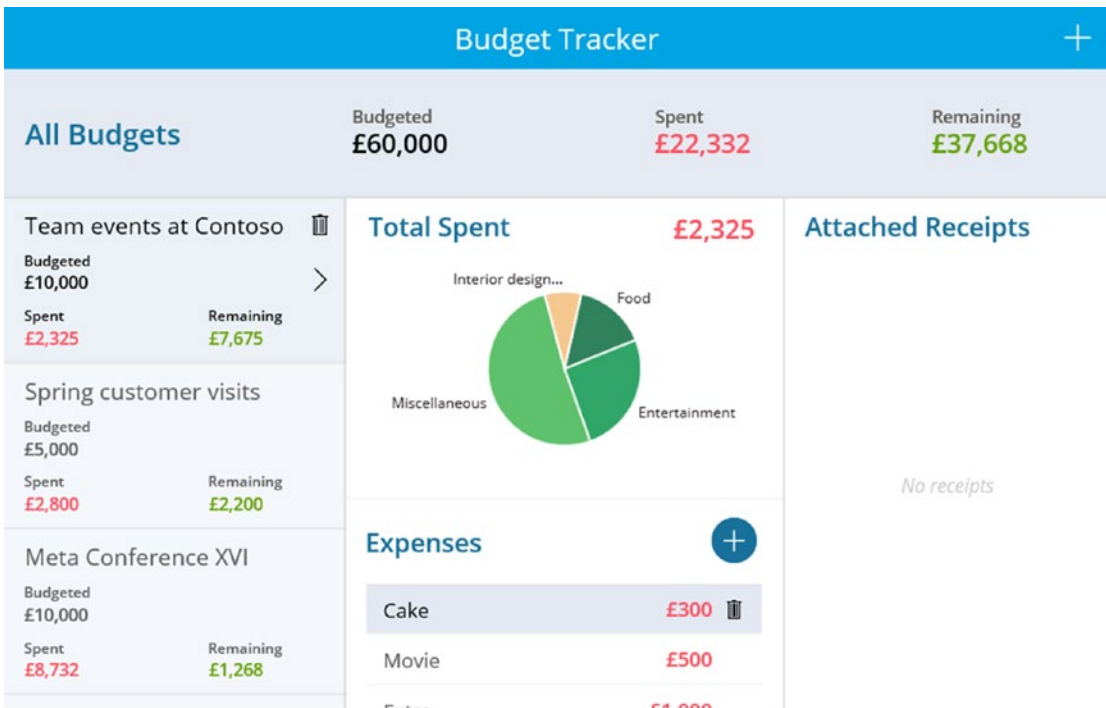 Budget Tracker
All Budgets
Budgeted
£60,000
Spent
£22,332
Remaining
£37,668
Team events at Contoso
Budgeted
£10,000
Spent
£2,325
Remaining
£7,675
Spring customer visits
Budgeted
£5,000
Spent
£2,800
Remaining
£2,200
Meta Conference XVI
Budgeted
£10,000
Spent
£8,732
Remaining
£1,268
Total Spent
£2,325
Interior design...
Food
Miscellaneous
Entertainment
Expenses
Cake
£300
Movie
£500
Attached Receipts
No receipts